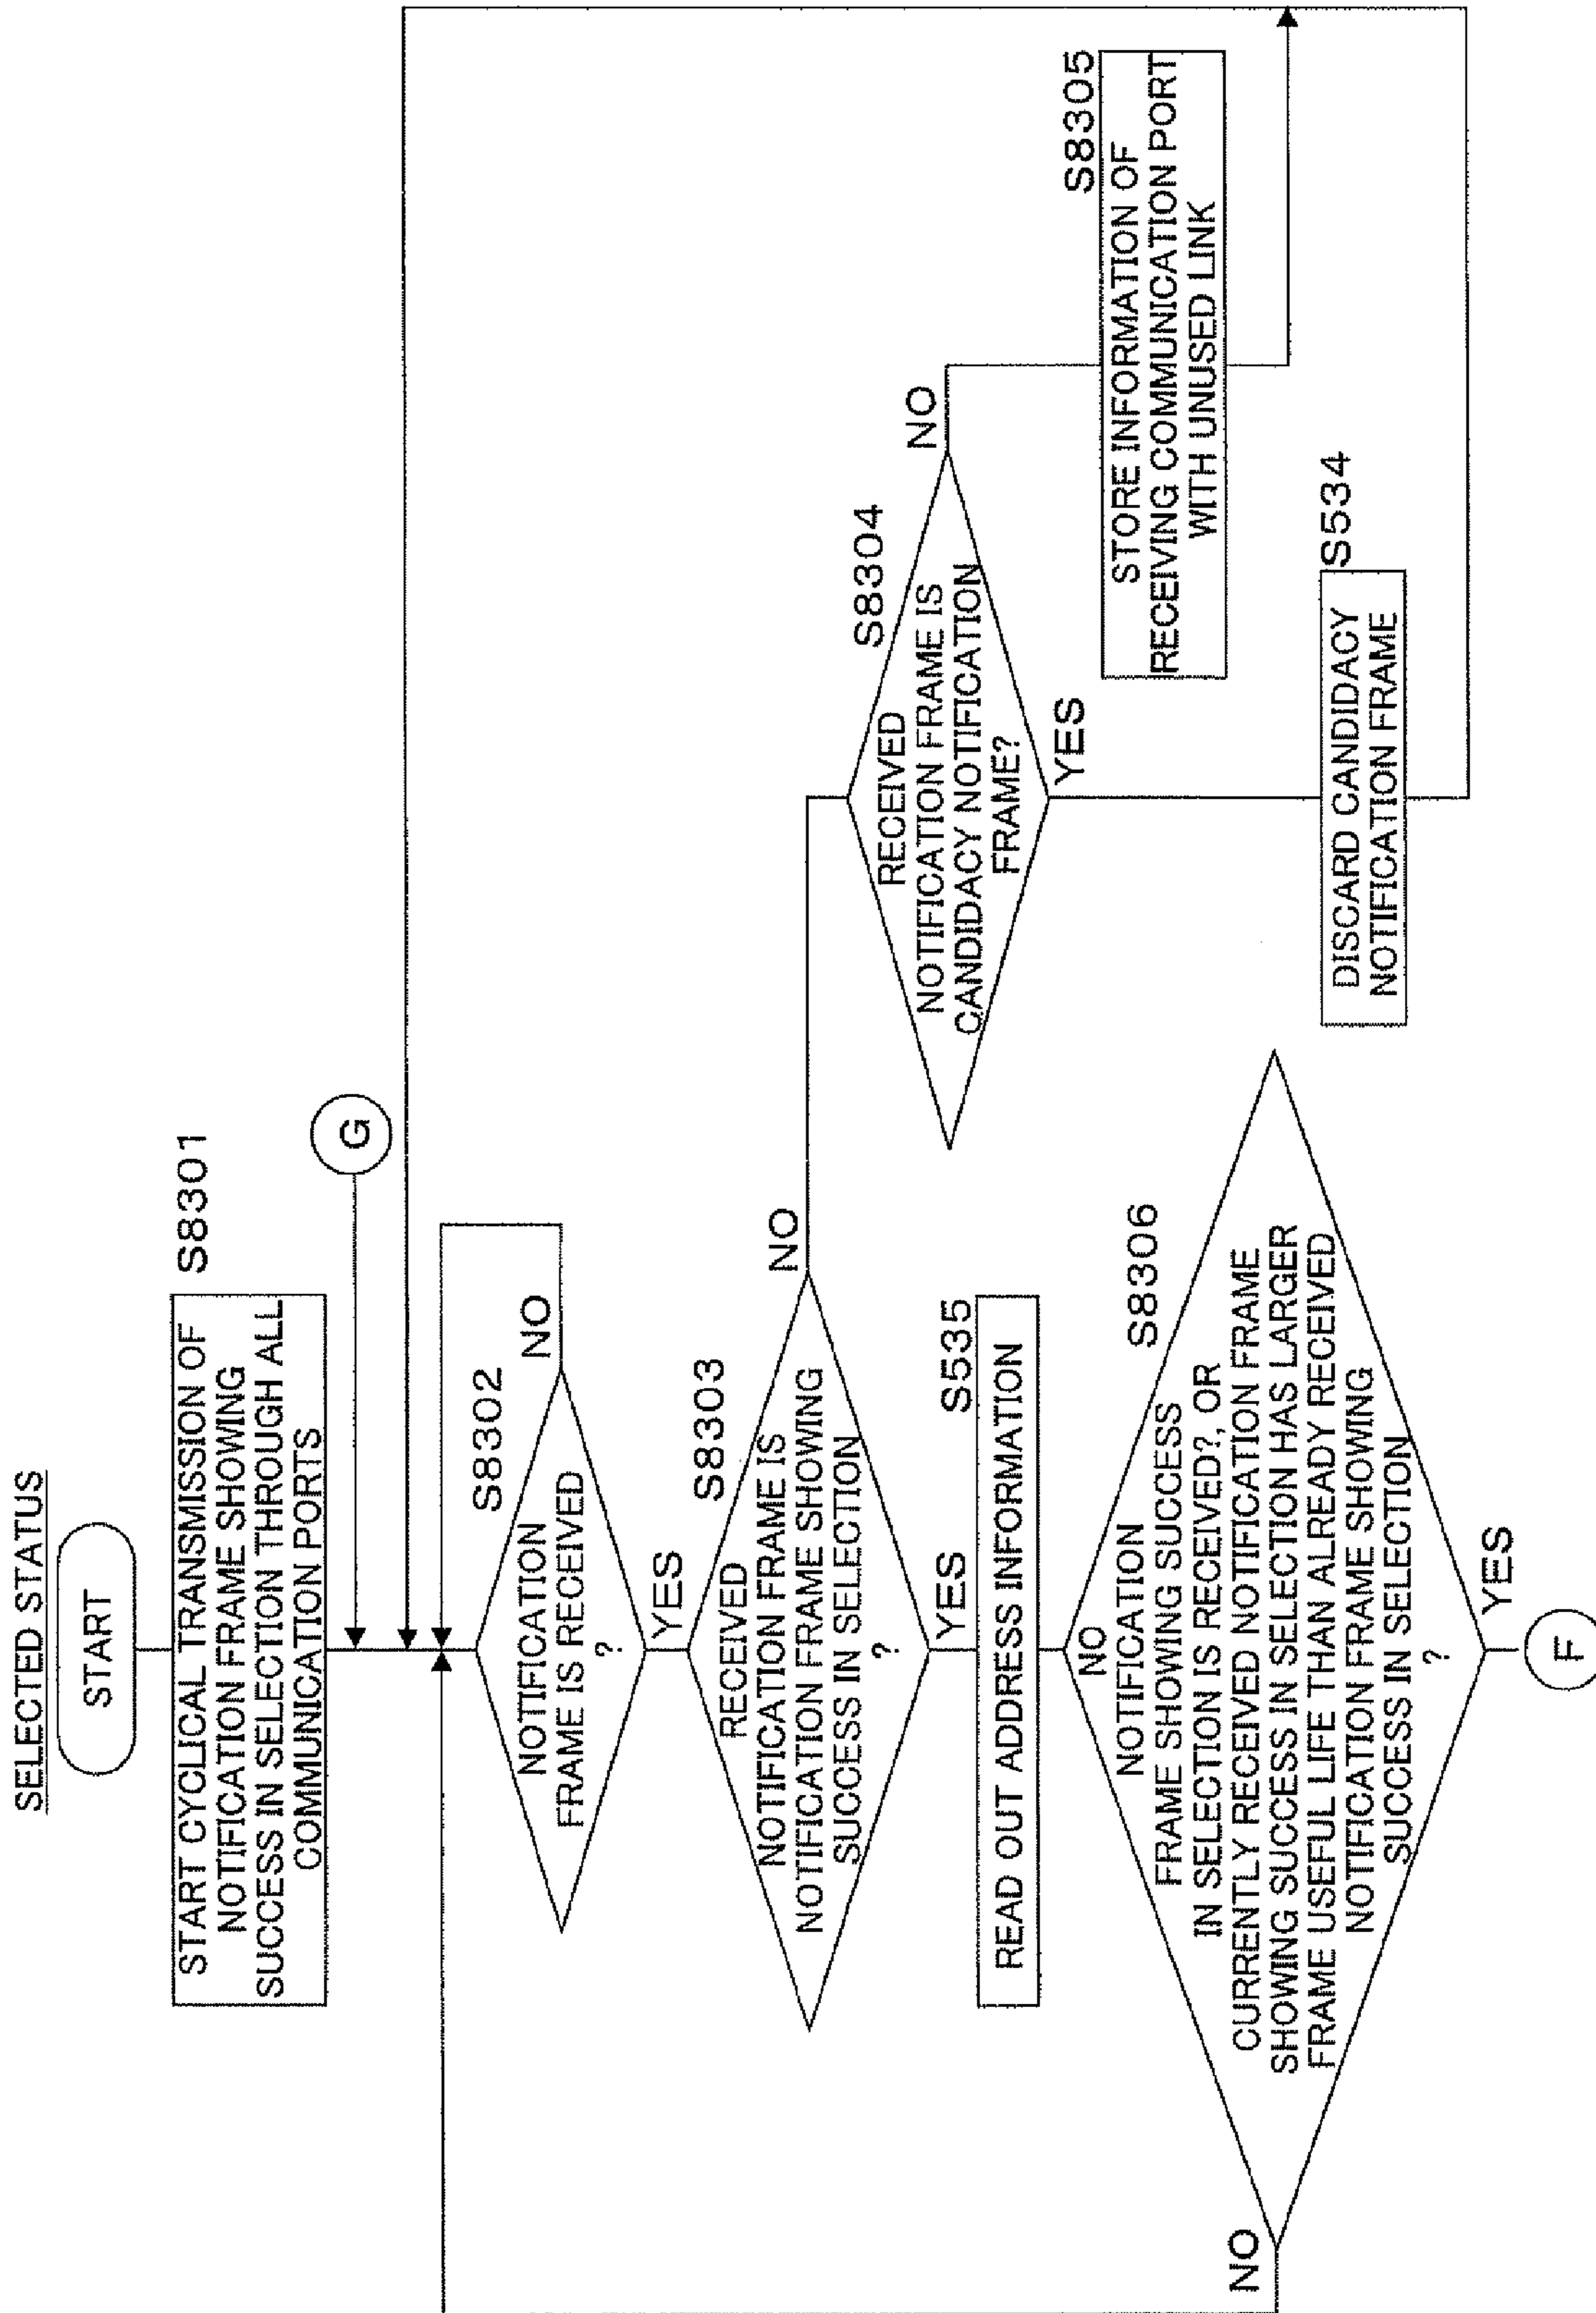 SELECTED STATUS
START
START CYCLICAL TRANSMISSION OF
NOTIFICATION FRAME SHOWING
SUCCESS IN SELECTION THROUGH ALL
COMMUNICATION PORTS
S8301
G
S8302
NOTIFICATION
FRAME IS RECEIVED
?
NO
YES
S8303
RECEIVED
NOTIFICATION FRAME IS
NOTIFICATION FRAME SHOWING
SUCCESS IN SELECTION
?
NO
YES
S8304
RECEIVED
NOTIFICATION FRAME IS
CANDIDACY NOTIFICATION
FRAME?
NO
YES
S8305
STORE INFORMATION OF
RECEIVING COMMUNICATION PORT
WITH UNUSED LINK
S534
DISCARD CANDIDACY
NOTIFICATION FRAME
S535
READ OUT ADDRESS INFORMATION
S8306
NO
NOTIFICATION
FRAME SHOWING SUCCESS
IN SELECTION IS RECEIVED?, OR
CURRENTLY RECEIVED NOTIFICATION FRAME
SHOWING SUCCESS IN SELECTION HAS LARGER
FRAME USEFUL LIFE THAN ALREADY RECEIVED
NOTIFICATION FRAME SHOWING
SUCCESS IN SELECTION
?
NO
YES
F